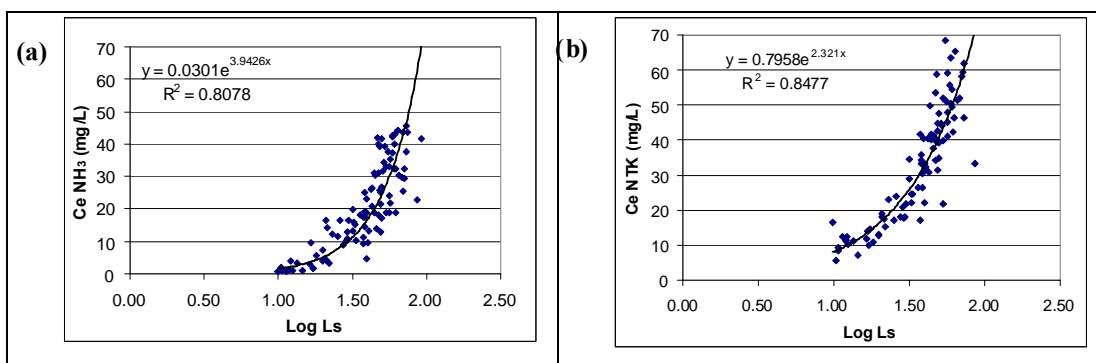 (a)
Ce NH₃ (mg/L)
70
60
50
40
30
20
10
0
y = 0.0301e^3.9426x
R² = 0.8078
0.00 0.50 1.00 1.50 2.00 2.50
Log Ls
(b)
Ce NTK (mg/L)
70
60
50
40
30
20
10
0
y = 0.7958e^2.321x
R² = 0.8477
0.00 0.50 1.00 1.50 2.00 2.50
Log Ls